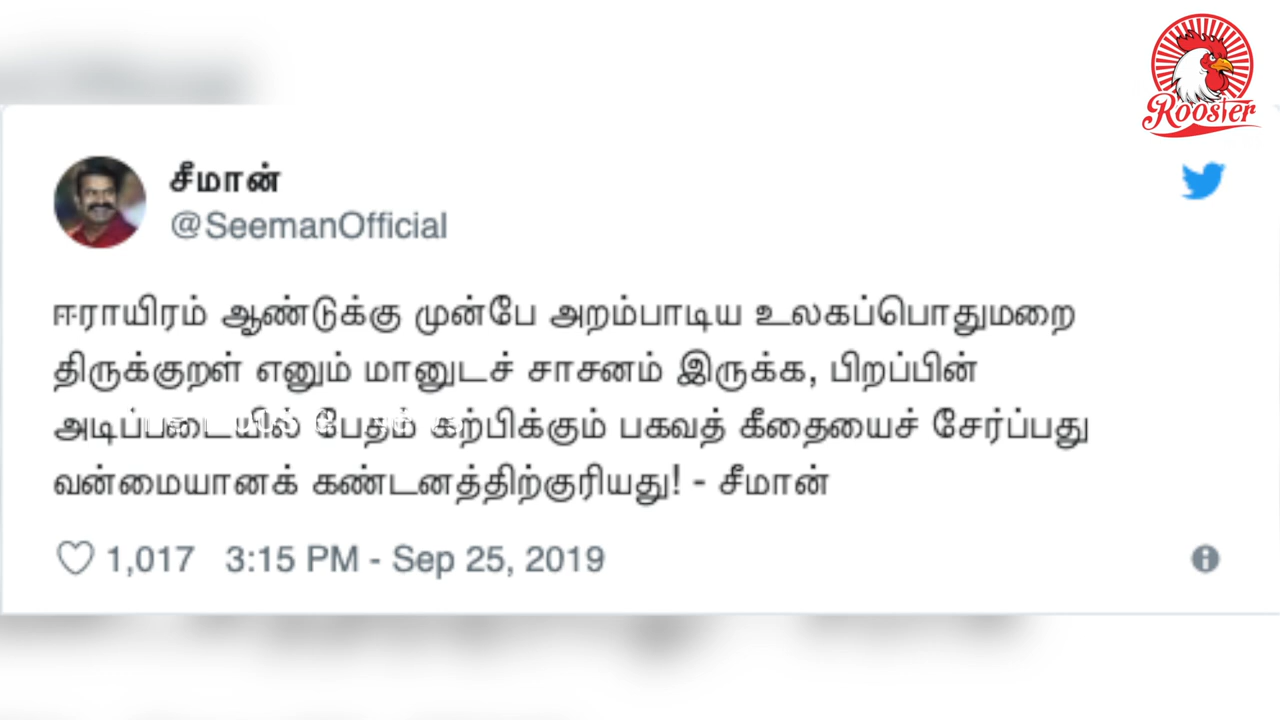 Rooster
சீமான்
@SeemanOfficial
ஈராயிரம் ஆண்டுக்கு முன்பே அறம்பாடிய உலகப்பொதுமறை
திருக்குறள் எனும் மானுடச் சாசனம் இருக்க, பிறப்பின்
அடிப்படையில் பேதம் கற்பிக்கும் பகவத் கீதையைச் சேர்ப்பது
வன்மையானக் கண்டனத்திற்குரியது! - சீமான்
1,017 3:15 PM - Sep 25, 2019